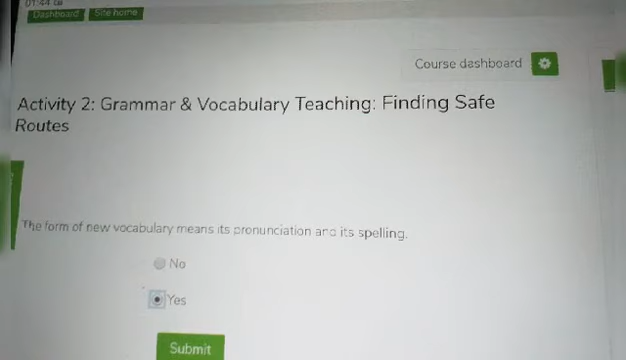 Dashboard Site home
Course dashboard
Activity 2: Grammar & Vocabulary Teaching: Finding Safe
Routes
The form of new vocabulary means its pronunciation and its spelling.
No
Yes
Submit